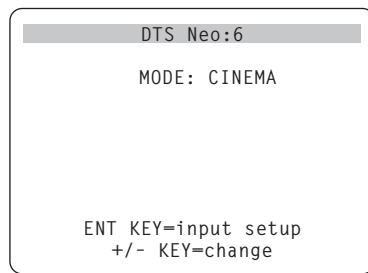 DTS Neo:6
MODE: CINEMA
ENT KEY=input setup
+/- KEY=change